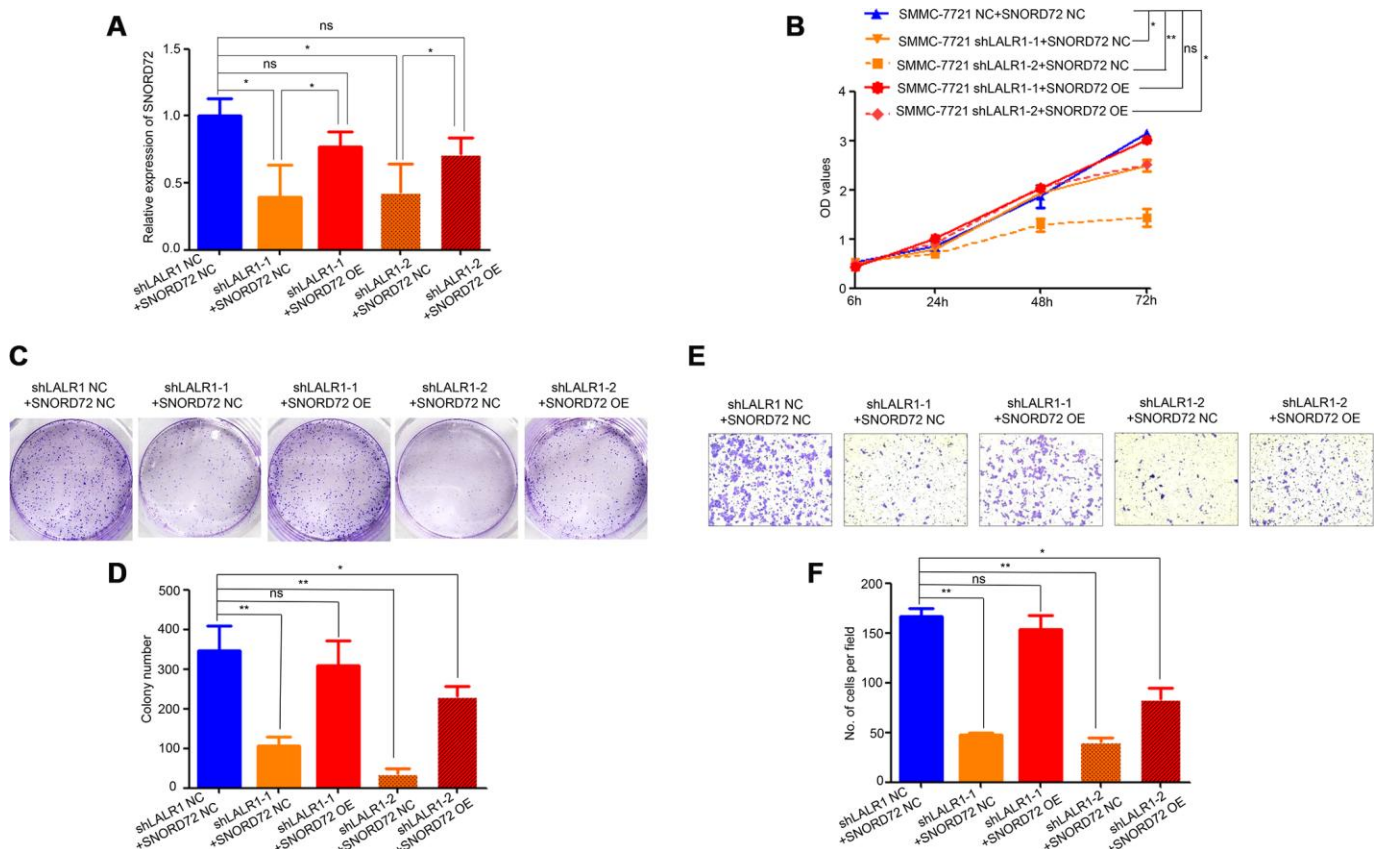 A
ns
*
*
ns
*
*
Relative expression of SNORD72
1.5
1.0
0.5
0.0
shLALR1 NC
+SNORD72 NC
shLALR1-1
+SNORD72 NC
shLALR1-1
+SNORD72 OE
shLALR1-2
+SNORD72 NC
shLALR1-2
+SNORD72 OE
B
SMMC-7721 NC+SNORD72 NC
SMMC-7721 shLALR1-1+SNORD72 NC
SMMC-7721 shLALR1-2+SNORD72 NC
SMMC-7721 shLALR1-1+SNORD72 OE
SMMC-7721 shLALR1-2+SNORD72 OE
*
**
ns
*
OD values
4
3
2
1
0
6h
24h
48h
72h
C
shLALR1 NC
+SNORD72 NC
shLALR1-1
+SNORD72 NC
shLALR1-1
+SNORD72 OE
shLALR1-2
+SNORD72 NC
shLALR1-2
+SNORD72 OE
E
shLALR1 NC
+SNORD72 NC
shLALR1-1
+SNORD72 NC
shLALR1-1
+SNORD72 OE
shLALR1-2
+SNORD72 NC
shLALR1-2
+SNORD72 OE
D
*
**
ns
**
Colony number
500
400
300
200
100
0
shLALR1 NC
+SNORD72 NC
shLALR1-1
+SNORD72 NC
shLALR1-1
+SNORD72 OE
shLALR1-2
+SNORD72 NC
shLALR1-2
+SNORD72 OE
F
*
**
ns
**
No. of cells per field
200
150
100
50
0
shLALR1 NC
+SNORD72 NC
shLALR1-1
+SNORD72 NC
shLALR1-1
+SNORD72 OE
shLALR1-2
+SNORD72 NC
shLALR1-2
+SNORD72 OE